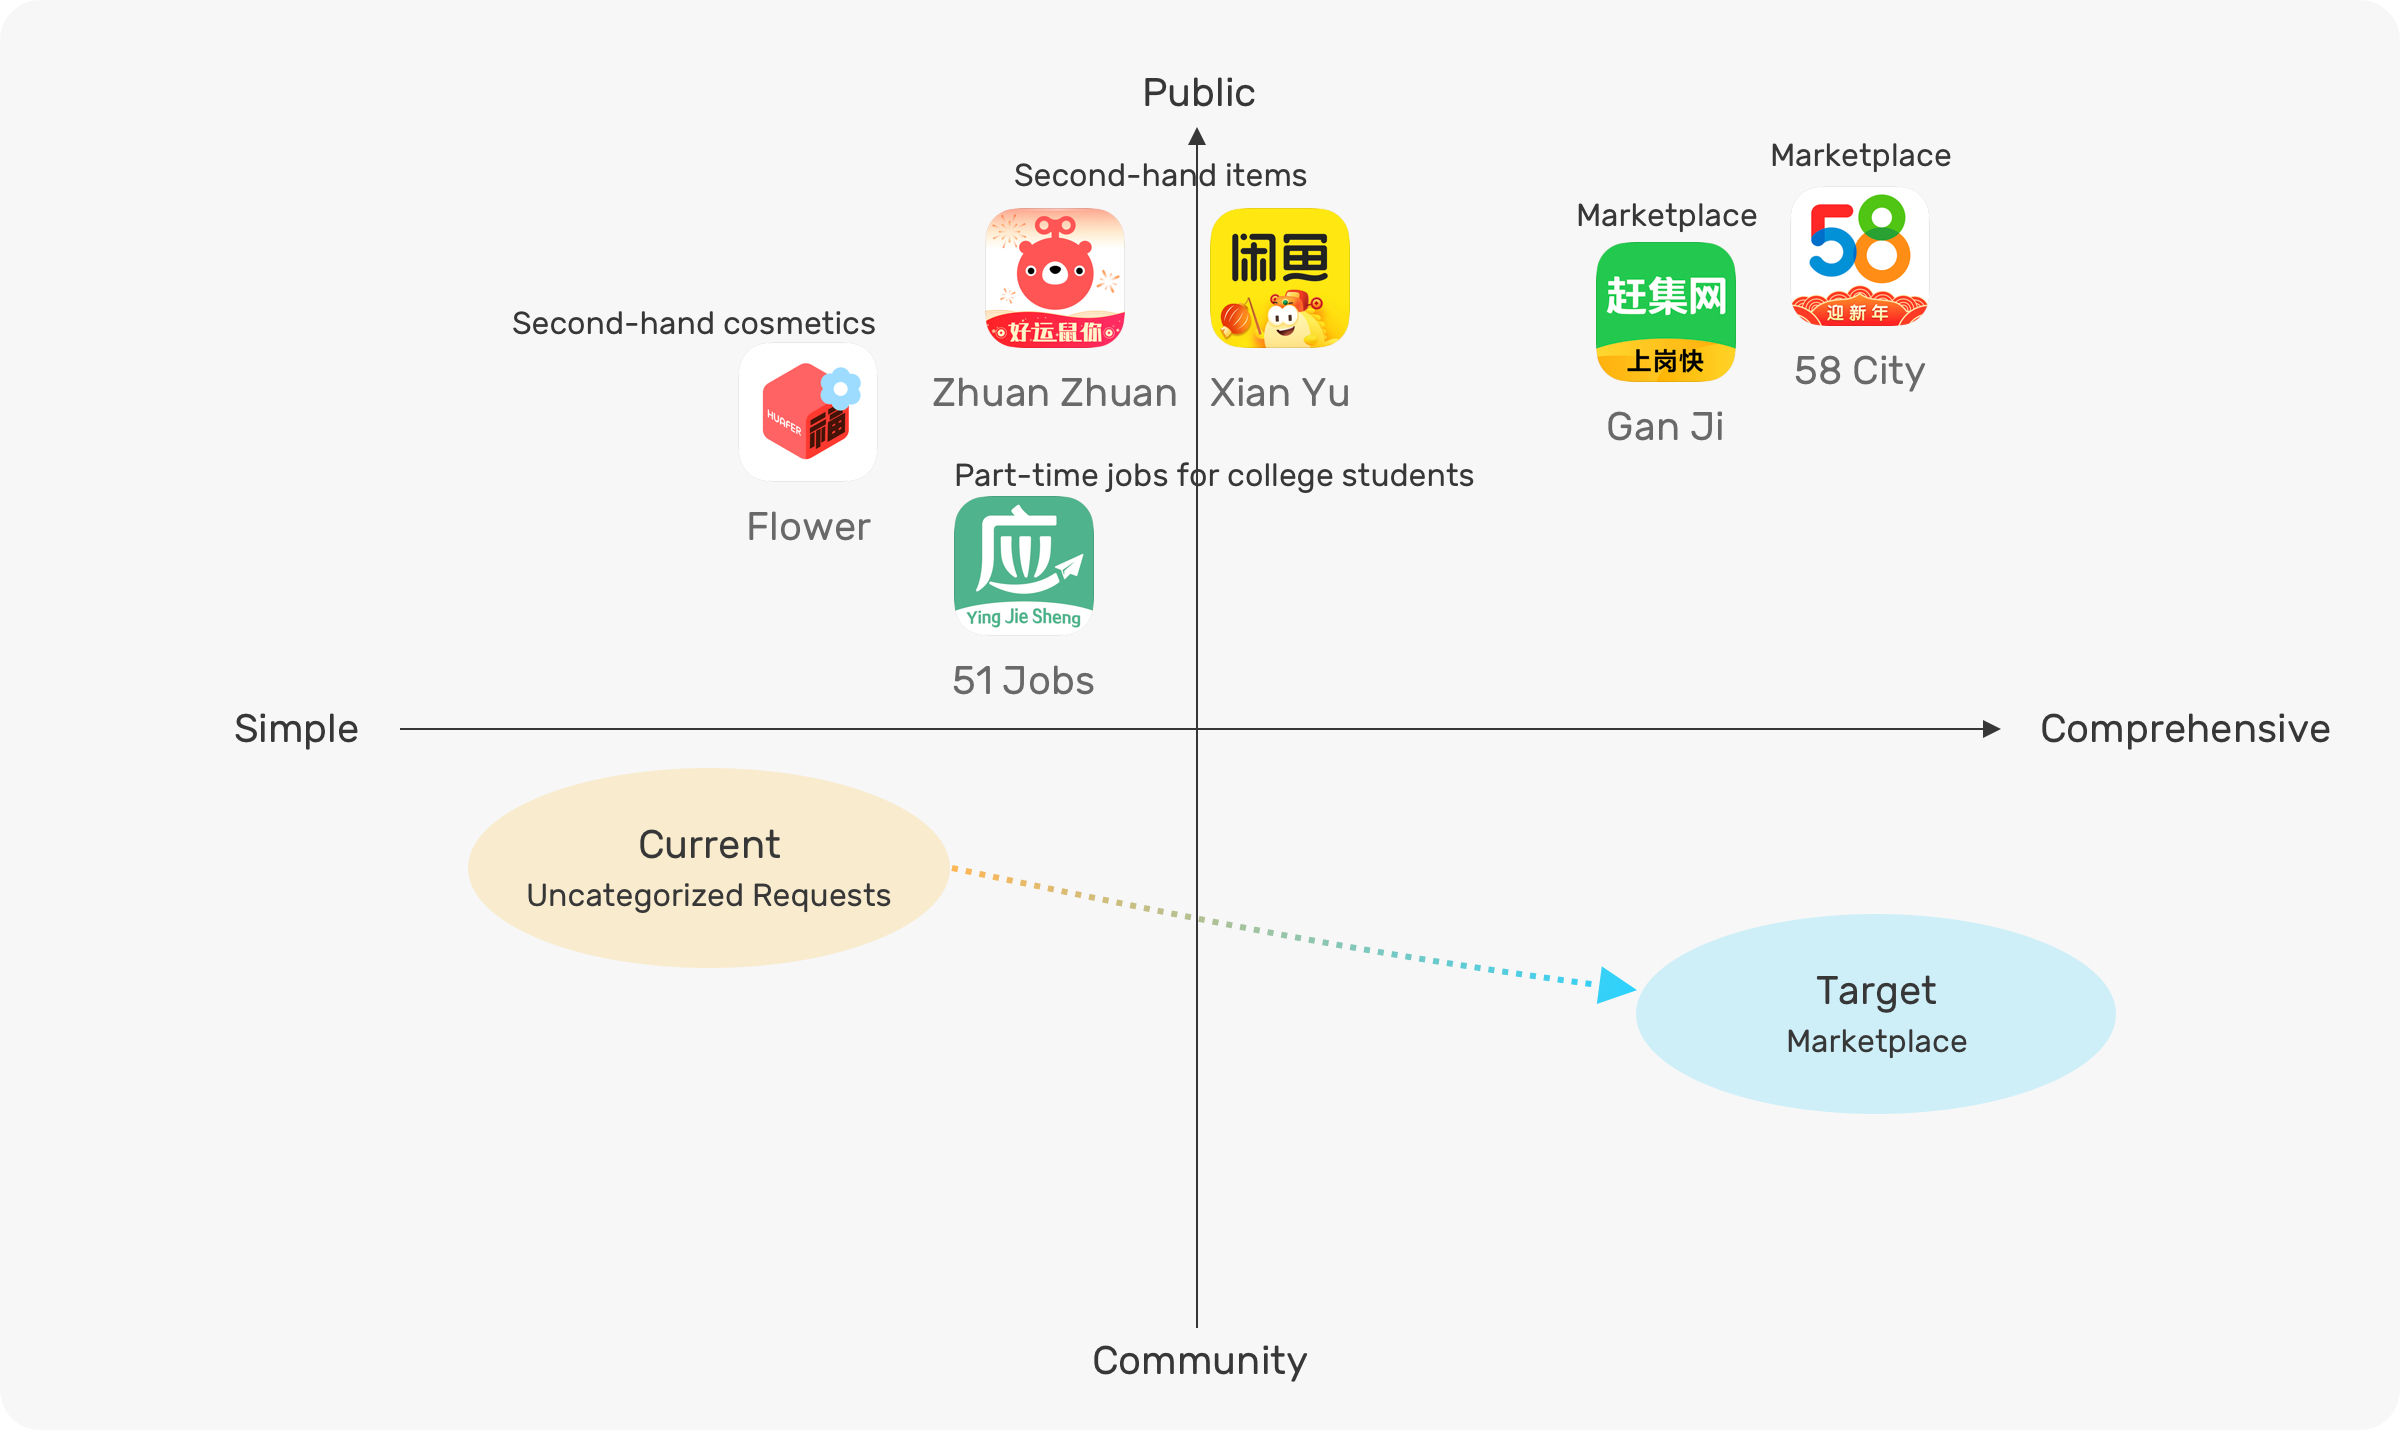 Public
Second-hand items
Marketplace
Marketplace
58
迎新年
58 City
闲鱼
好运鼠你
Zhuan Zhuan
Xian Yu
赶集网
上岗快
Gan Ji
Second-hand cosmetics
HUAFER
福
Flower
Part-time jobs for college students
应
Ying Jie Sheng
51 Jobs
Simple
Comprehensive
Current
Uncategorized Requests
Target
Marketplace
Community